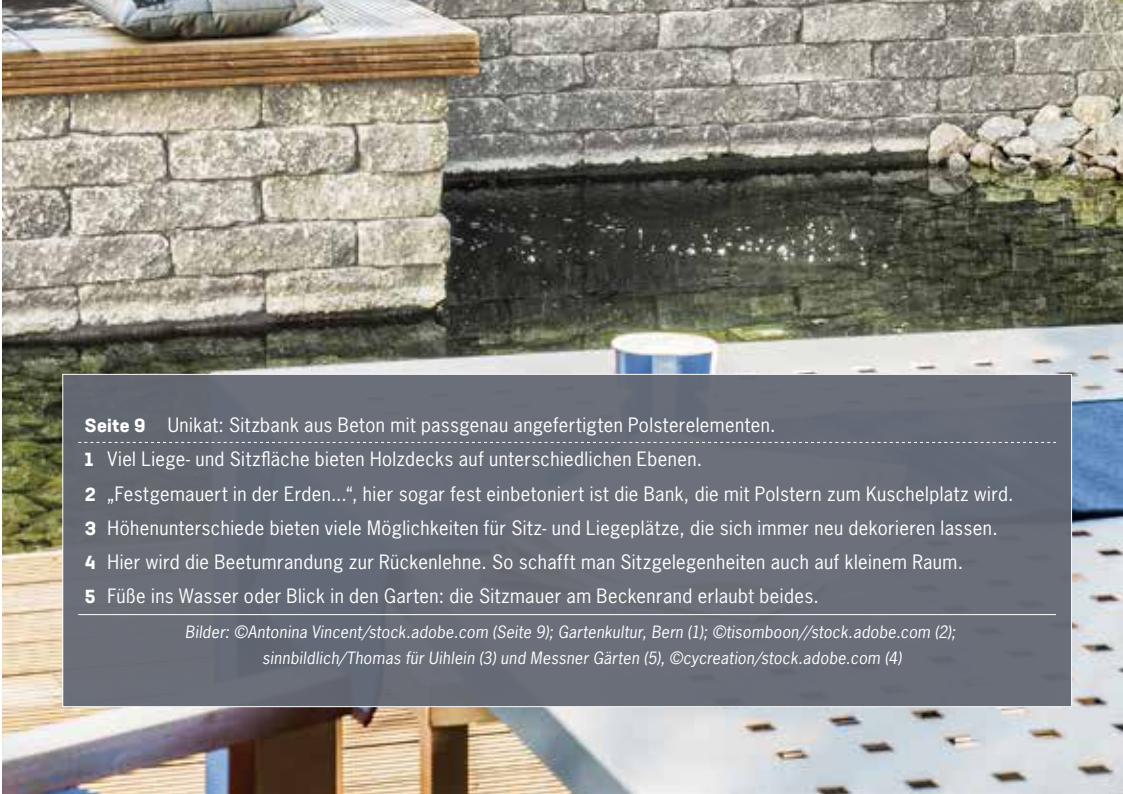 Seite 9 Unikat: Sitzbank aus Beton mit passgenau angefertigten Polsterelementen.
1 Viel Liege- und Sitzfläche bieten Holzdecks auf unterschiedlichen Ebenen.
2 „Festgemauert in der Erden...“, hier sogar fest einbetoniert ist die Bank, die mit Polstern zum Kuschelplatz wird.
3 Höhenunterschiede bieten viele Möglichkeiten für Sitz- und Liegeplätze, die sich immer neu dekorieren lassen.
4 Hier wird die Beetumrandung zur Rückenlehne. So schafft man Sitzgelegenheiten auch auf kleinem Raum.
5 Füße ins Wasser oder Blick in den Garten: die Sitzmauer am Beckenrand erlaubt beides.
Bilder: ©Antonina Vincent/stock.adobe.com (Seite 9); Gartenkultur, Bern (1); ©tisomboon//stock.adobe.com (2);
sinnbildlich/Thomas für Uihlein (3) und Messner Gärten (5), ©cycreation/stock.adobe.com (4)